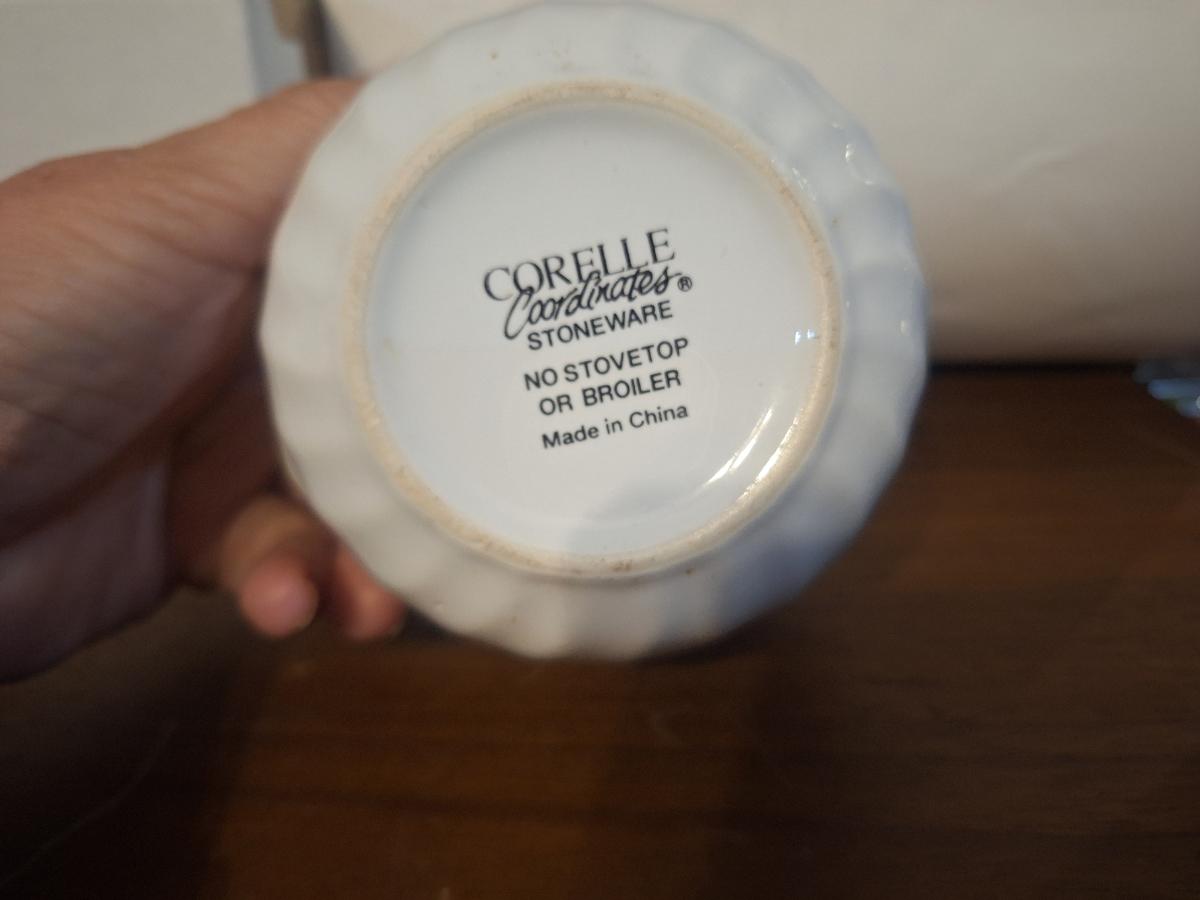 CORELLE
Coordinates®
STONEWARE
NO STOVETOP
OR BROILER
Made in China